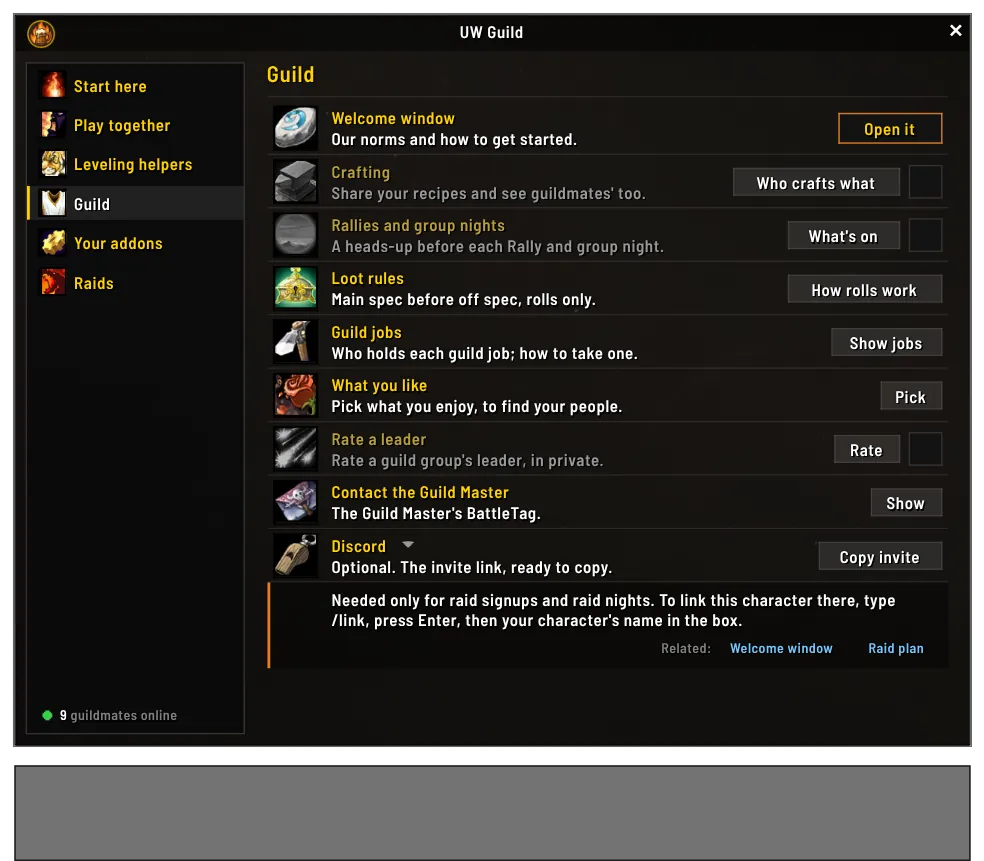 UW Guild
Start here
Play together
Leveling helpers
Guild
Your addons
Raids
9 guildmates online
Guild
Welcome window
Our norms and how to get started.
Open it
Crafting
Share your recipes and see guildmates' too.
Who crafts what
Rallies and group nights
A heads-up before each Rally and group night.
What's on
Loot rules
Main spec before off spec, rolls only.
How rolls work
Guild jobs
Who holds each guild job; how to take one.
Show jobs
What you like
Pick what you enjoy, to find your people.
Pick
Rate a leader
Rate a guild group's leader, in private.
Rate
Contact the Guild Master
The Guild Master's BattleTag.
Show
Discord
Optional. The invite link, ready to copy.
Copy invite
Needed only for raid signups and raid nights. To link this character there, type
/link, press Enter, then your character's name in the box.
Related: Welcome window Raid plan